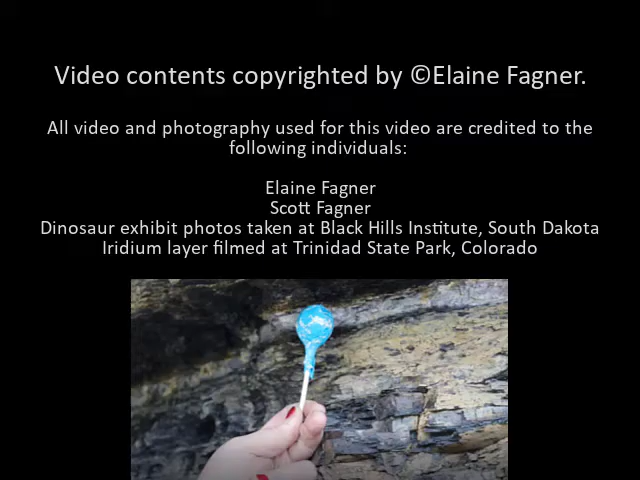 Video contents copyrighted by ©Elaine Fagner.
All video and photography used for this video are credited to the
following individuals:
Elaine Fagner
Scott Fagner
Dinosaur exhibit photos taken at Black Hills Institute, South Dakota
Iridium layer filmed at Trinidad State Park, Colorado